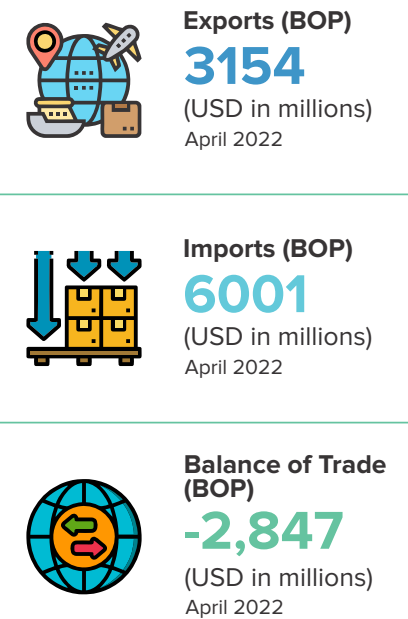 Exports (BOP)
3154
(USD in millions)
April 2022
Imports (BOP)
6001
(USD in millions)
April 2022
Balance of Trade
(BOP)
-2,847
(USD in millions)
April 2022